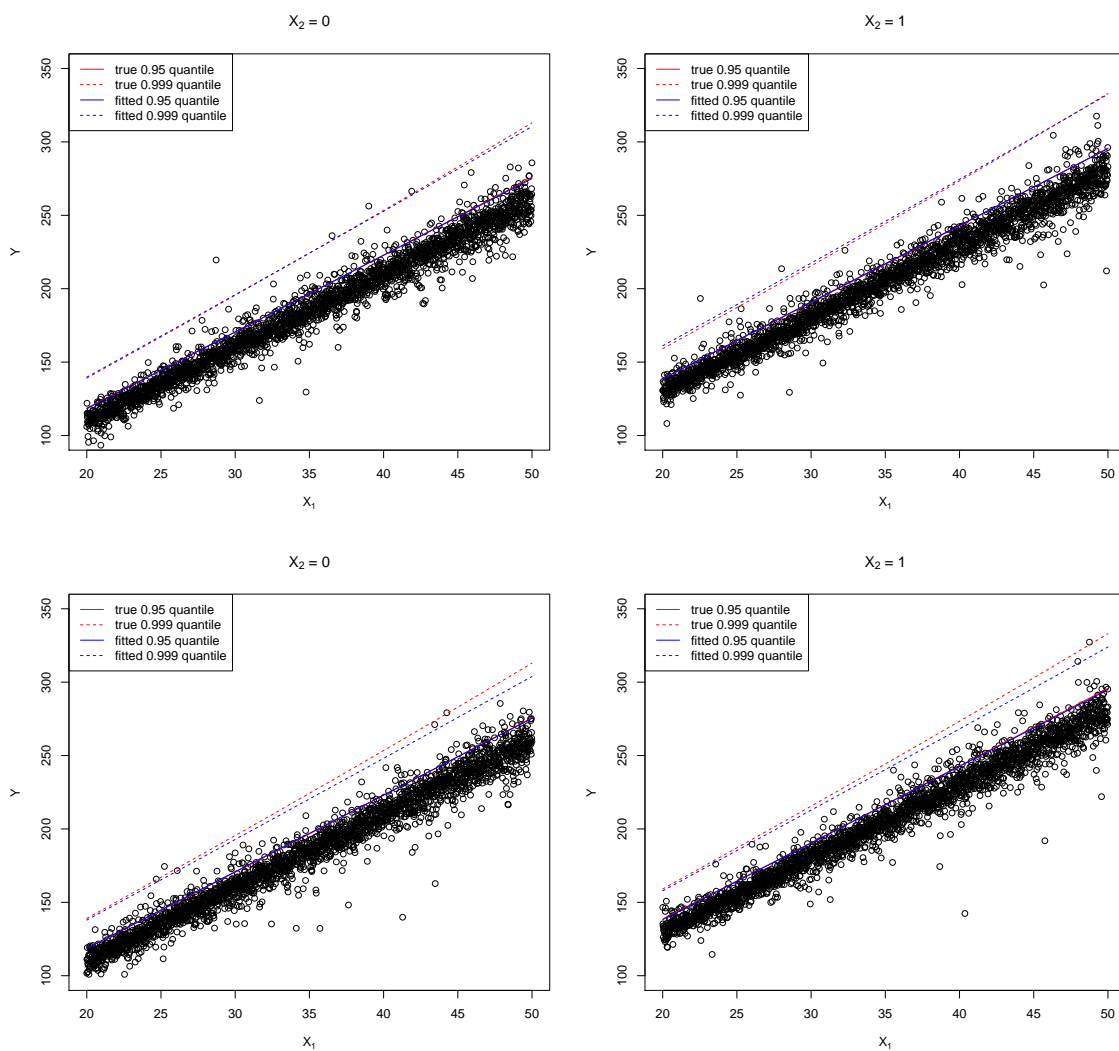 X₂ = 0
true 0.95 quantile
true 0.999 quantile
fitted 0.95 quantile
fitted 0.999 quantile
350
300
250
200
150
100
Y
20 25 30 35 40 45 50
X₁
X₂ = 1
true 0.95 quantile
true 0.999 quantile
fitted 0.95 quantile
fitted 0.999 quantile
350
300
250
200
150
100
Y
20 25 30 35 40 45 50
X₁
X₂ = 0
true 0.95 quantile
true 0.999 quantile
fitted 0.95 quantile
fitted 0.999 quantile
350
300
250
200
150
100
Y
20 25 30 35 40 45 50
X₁
X₂ = 1
true 0.95 quantile
true 0.999 quantile
fitted 0.95 quantile
fitted 0.999 quantile
350
300
250
200
150
100
Y
20 25 30 35 40 45 50
X₁